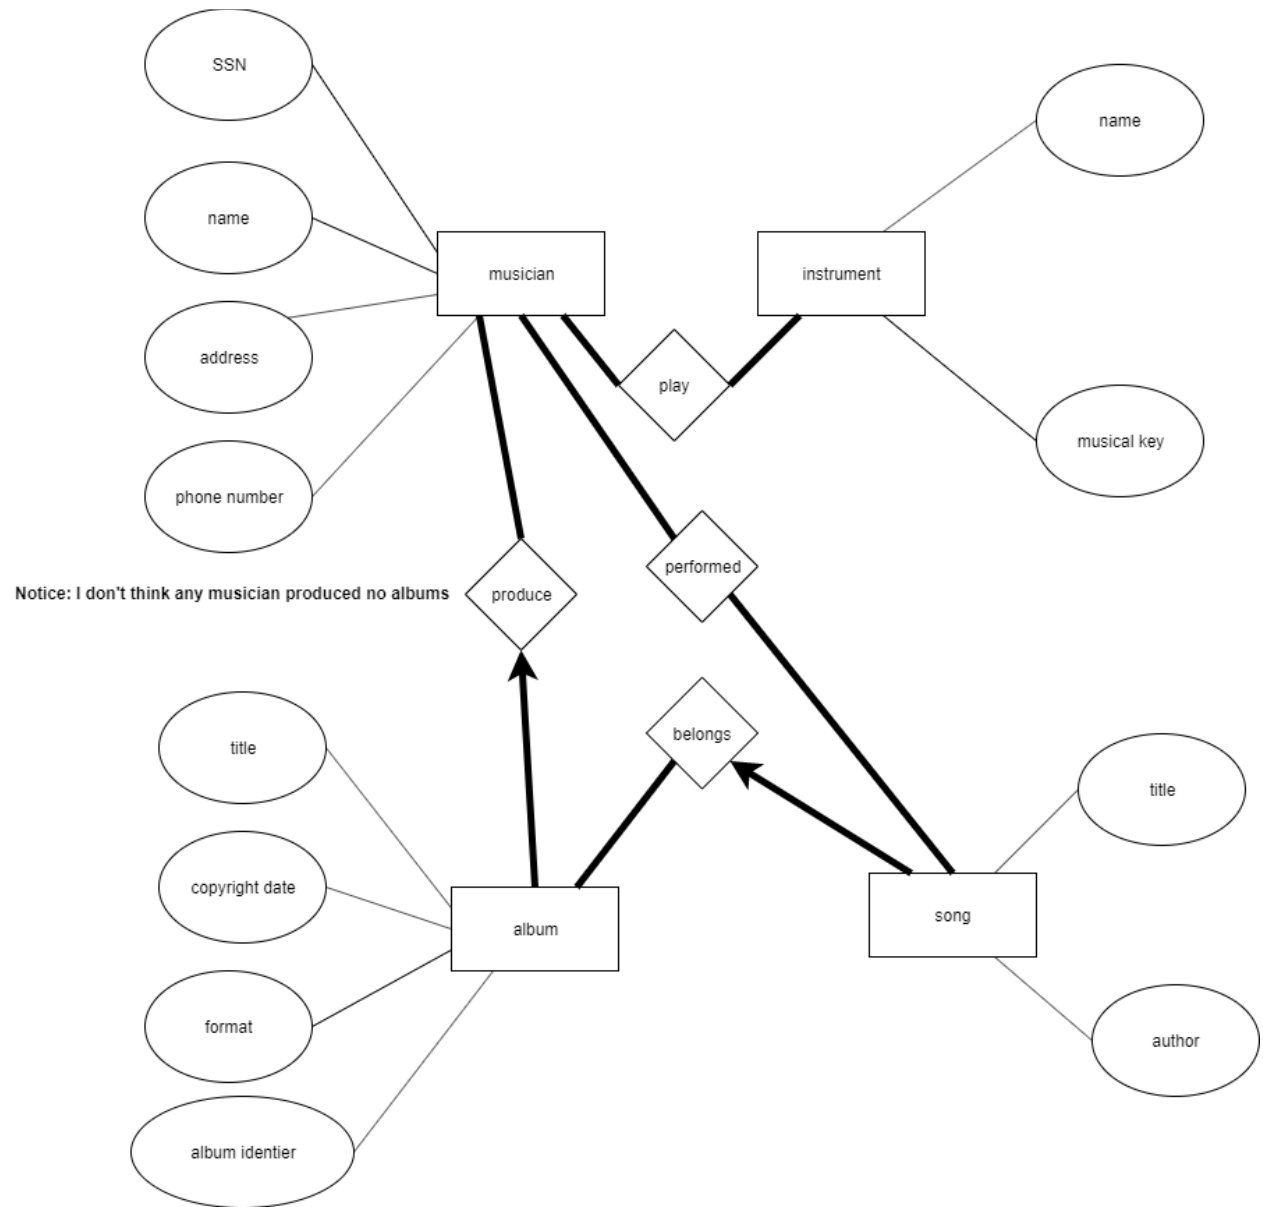 SSN
name
name
musician
instrument
address
play
musical key
phone number
performed
Notice: I don't think any musician produced no albums
produce
belongs
title
title
copyright date
song
album
format
author
album identier